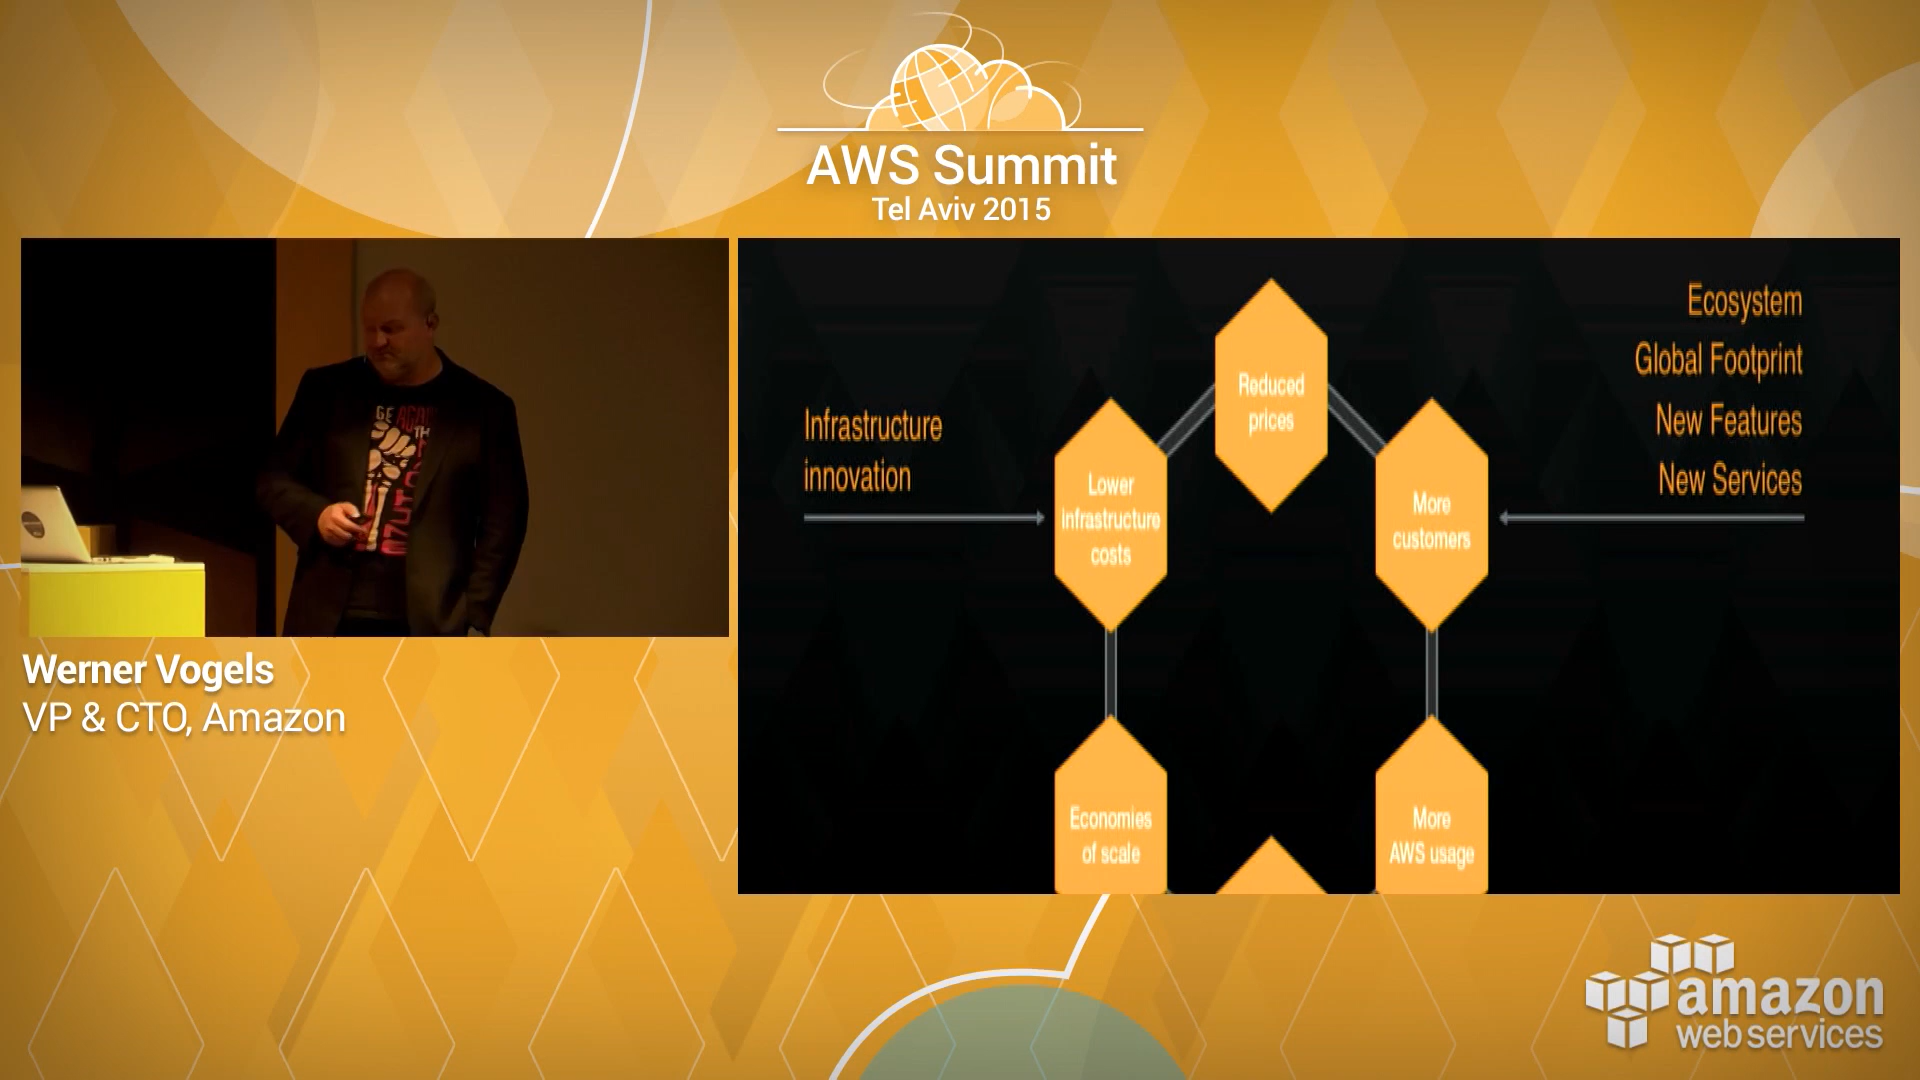 AWS Summit
Tel Aviv 2015
Werner Vogels
VP & CTO, Amazon
Infrastructure
innovation
Reduced
prices
Lower
infrastructure
costs
More
customers
Economies
of scale
More
AWS usage
Ecosystem
Global Footprint
New Features
New Services
amazon
web services